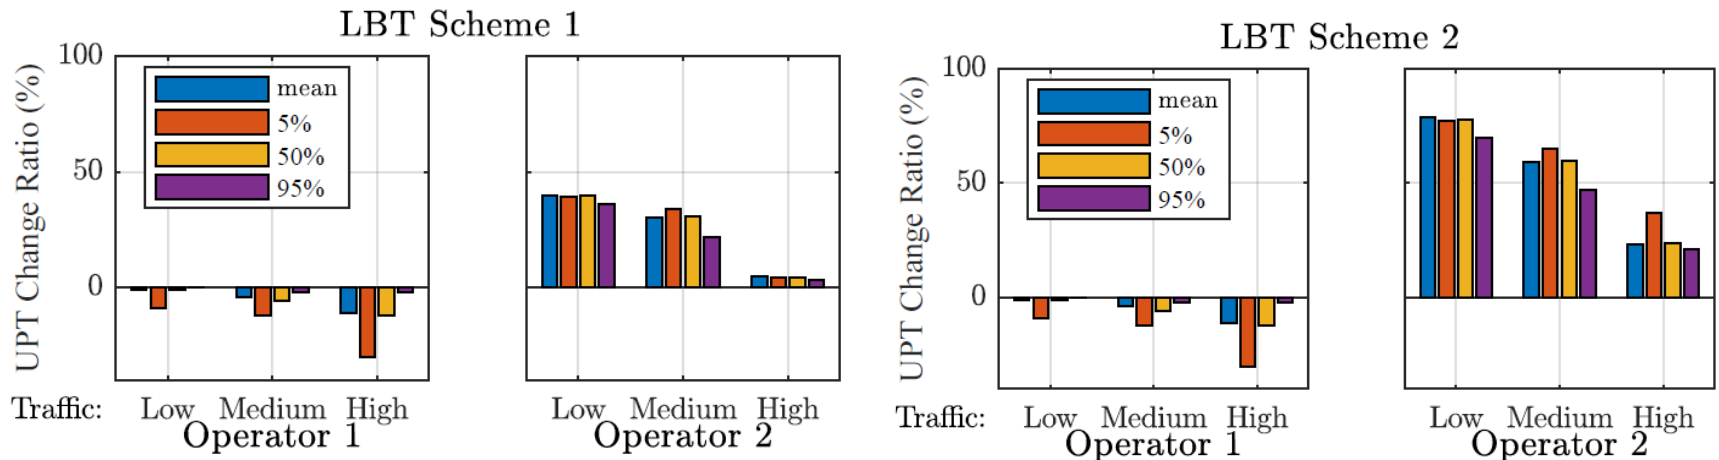 LBT Scheme 1
UPT Change Ratio (%)
100
50
0
mean
5%
50%
95%
Traffic: Low Medium High Low Medium High
Operator 1 Operator 2
LBT Scheme 2
UPT Change Ratio (%)
100
50
0
mean
5%
50%
95%
Traffic: Low Medium High Low Medium High
Operator 1 Operator 2